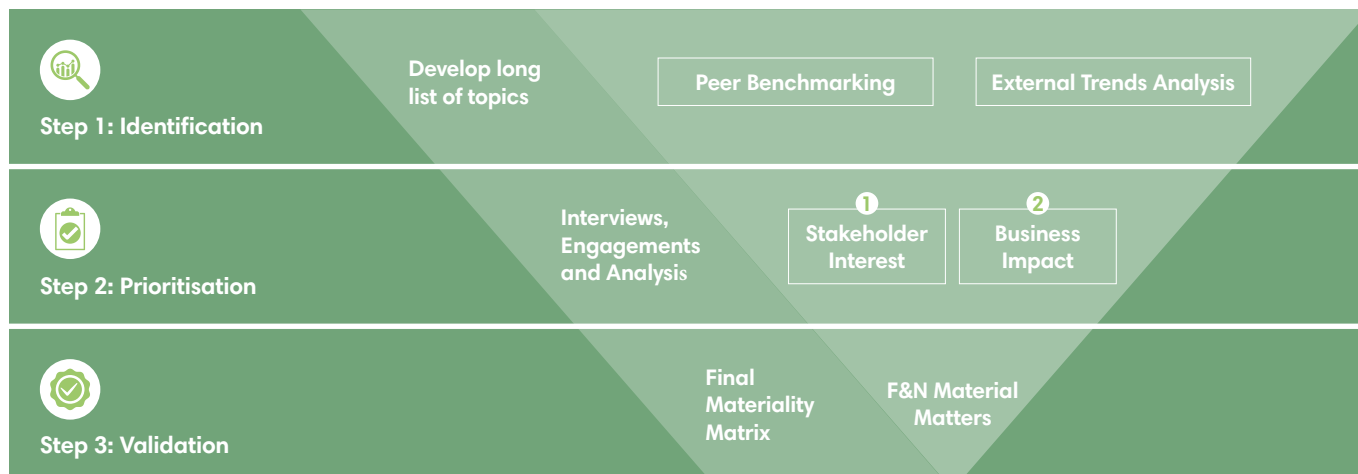 Step 1: Identification
Develop long
list of topics
Peer Benchmarking
External Trends Analysis
Step 2: Prioritisation
Interviews,
Engagements
and Analysis
1
Stakeholder
Interest
2
Business
Impact
Step 3: Validation
Final
Materiality
Matrix
F&N Material
Matters